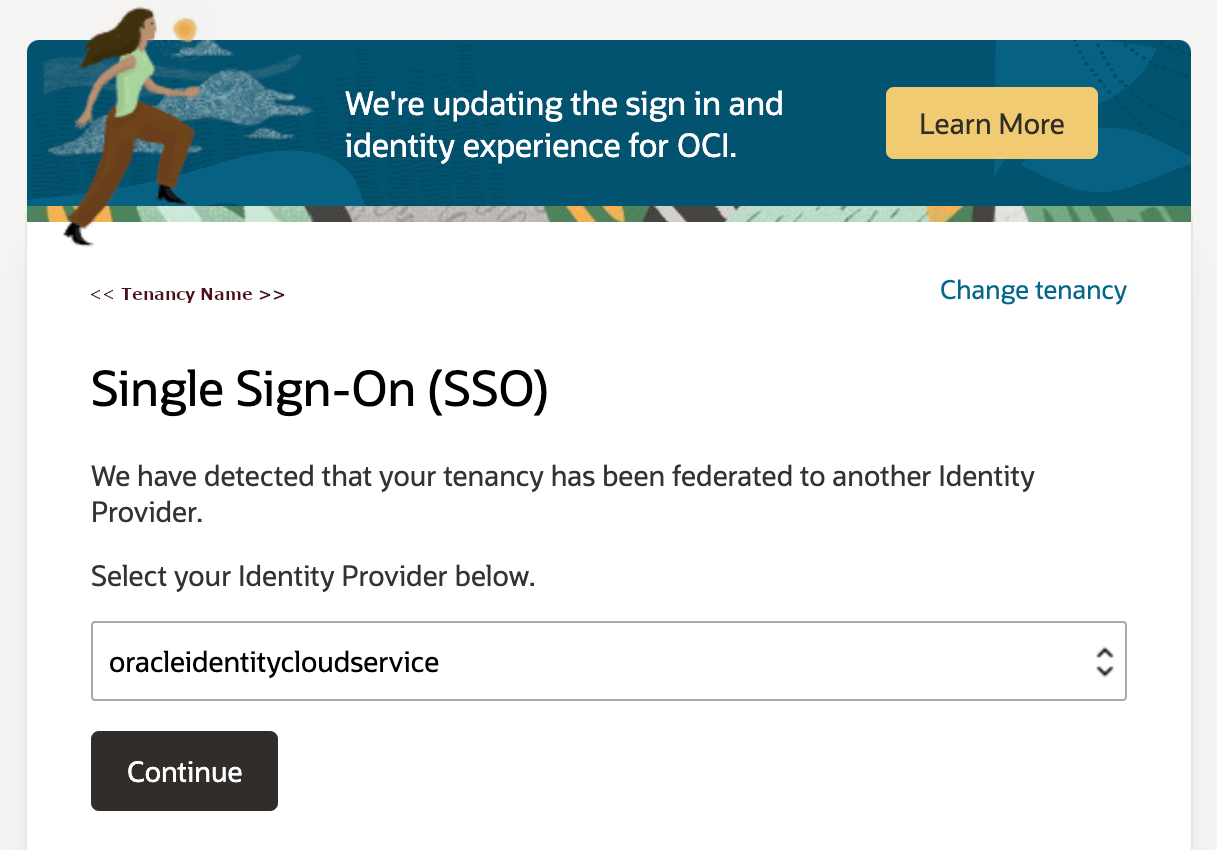 We're updating the sign in and
identity experience for OCI.
Learn More
<< Tenancy Name >>
Change tenancy
Single Sign-On (SSO)
We have detected that your tenancy has been federated to another Identity
Provider.
Select your Identity Provider below.
oracleidentitycloudservice
Continue